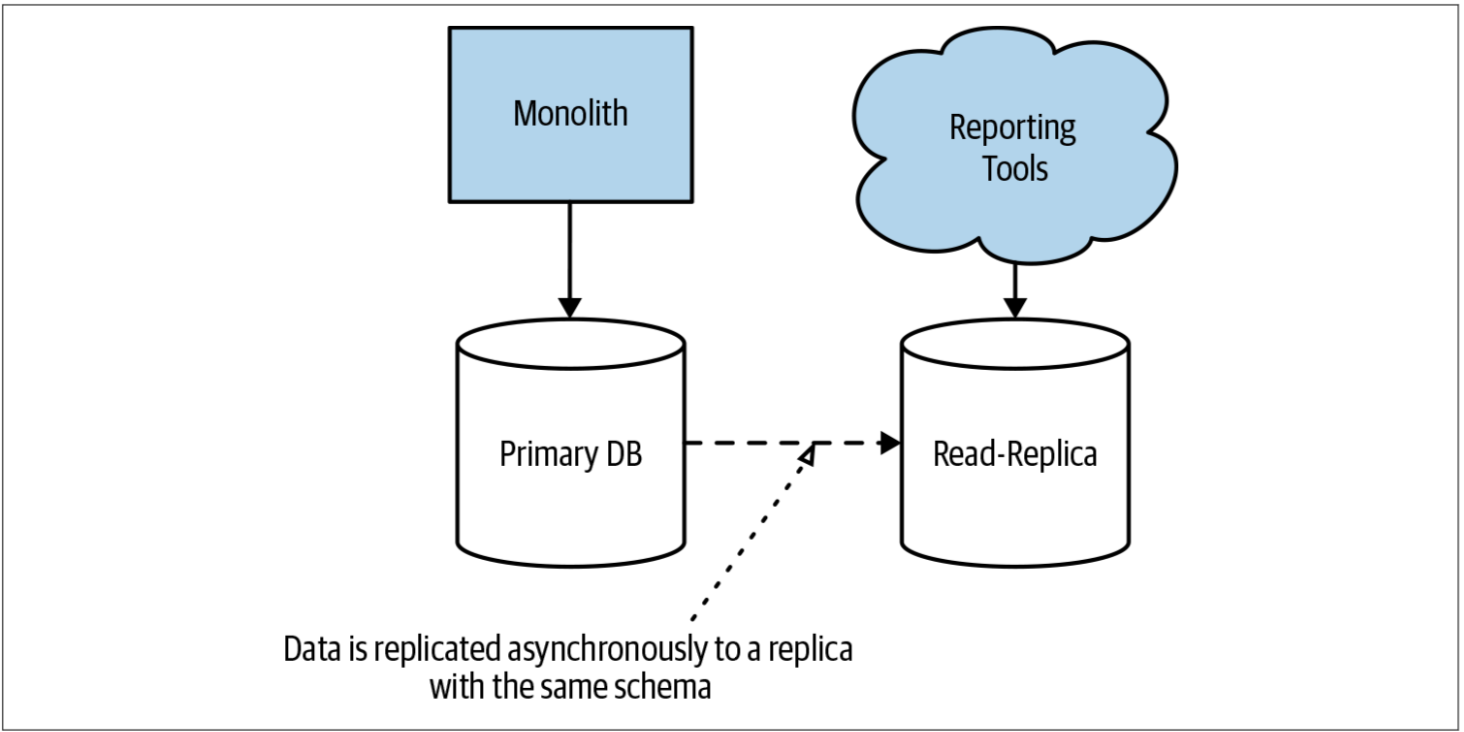 Monolith
Reporting
Tools
Primary DB
Read-Replica
Data is replicated asynchronously to a replica
with the same schema